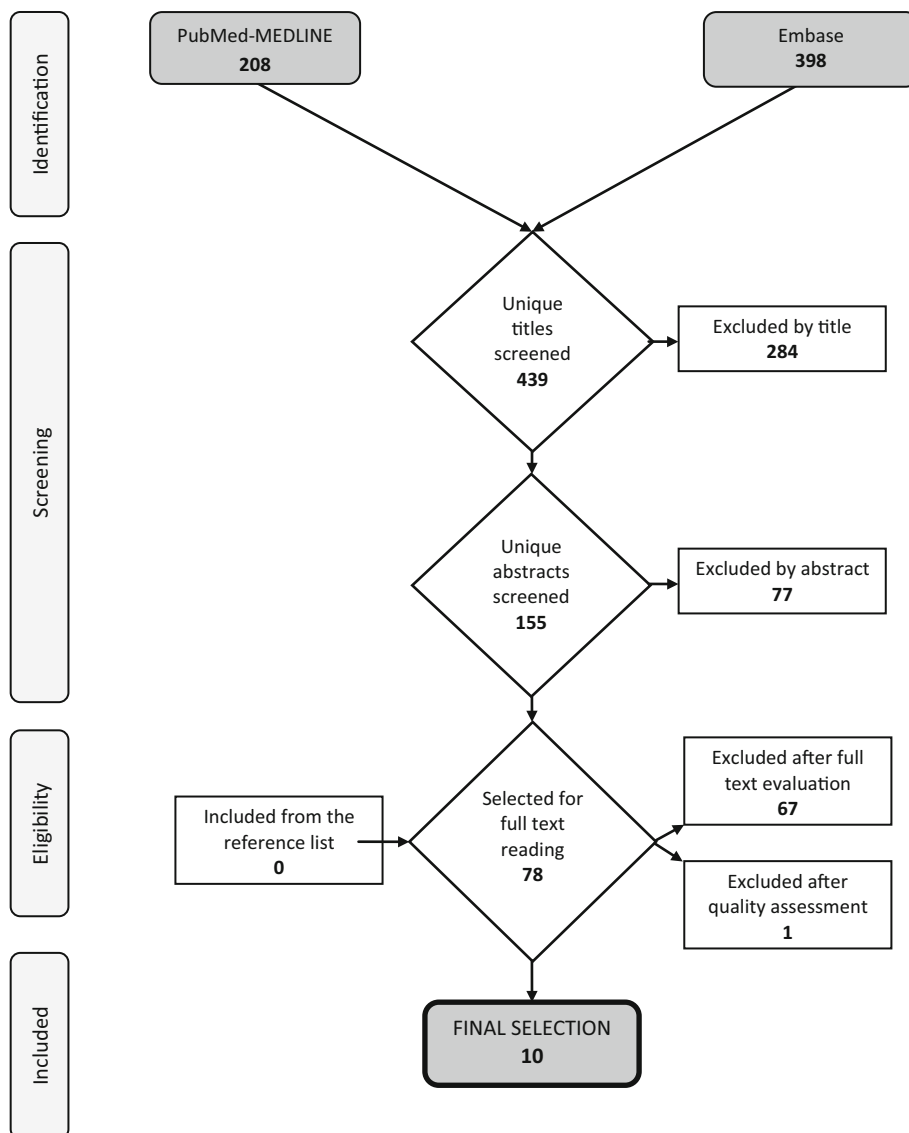 Identification
PubMed-MEDLINE
208
Embase
398
Screening
Unique
titles
screened
439
Excluded by title
284
Unique
abstracts
screened
155
Excluded by abstract
77
Eligibility
Included from the
reference list
0
Selected for
full text
reading
78
Excluded after full
text evaluation
67
Excluded after
quality assessment
1
Included
FINAL SELECTION
10